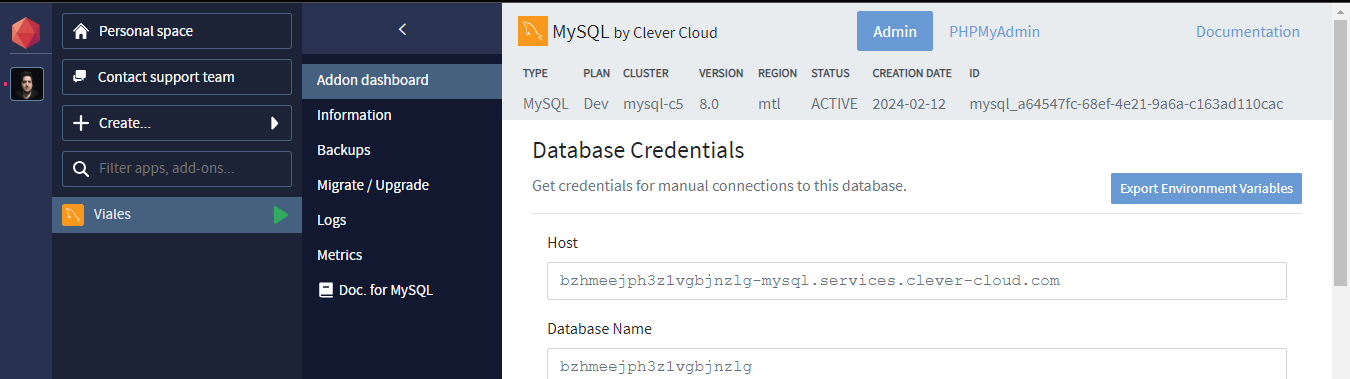 Personal space
Contact support team
Create...
Filter apps, add-ons...
Viales
Addon dashboard
Information
Backups
Migrate / Upgrade
Logs
Metrics
Doc. for MySQL
MySQL by Clever Cloud
Admin
PHPMyAdmin
Documentation
TYPE PLAN CLUSTER VERSION REGION STATUS CREATION DATE ID
MySQL Dev mysql-c5 8.0 mtl ACTIVE 2024-02-12 mysql_a64547fc-68ef-4e21-9a6a-c163ad110cac
Database Credentials
Get credentials for manual connections to this database.
Export Environment Variables
Host
bzhmeejph3z1vgbjnzlg-mysql.services.clever-cloud.com
Database Name
bzhmeejph3z1vgbjnzlg